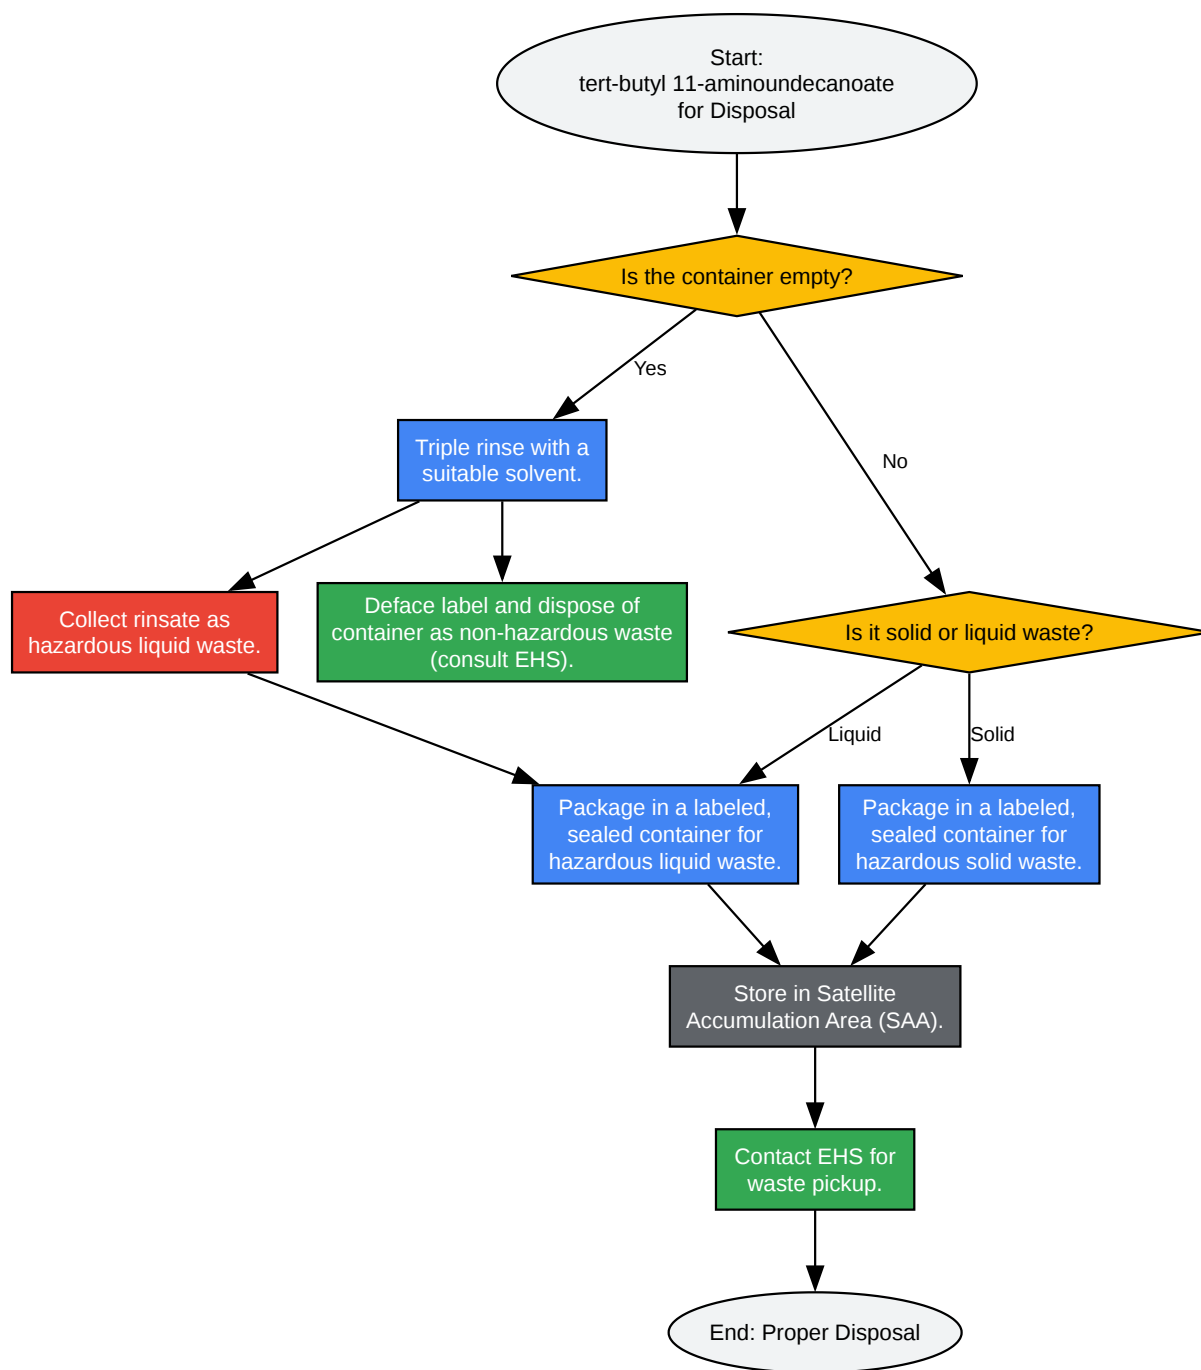 Start:
tert-butyl 11-aminoundecanoate
for Disposal
Is the container empty?
Yes
No
Triple rinse with a
suitable solvent.
Collect rinsate as
hazardous liquid waste.
Deface label and dispose of
container as non-hazardous waste
(consult EHS).
Is it solid or liquid waste?
Liquid
Solid
Package in a labeled,
sealed container for
hazardous liquid waste.
Package in a labeled,
sealed container for
hazardous solid waste.
Store in Satellite
Accumulation Area (SAA).
Contact EHS for
waste pickup.
End: Proper Disposal